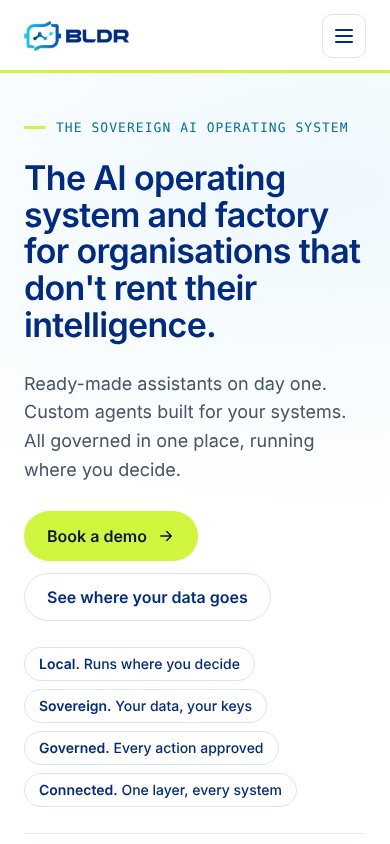 BLDR
THE SOVEREIGN AI OPERATING SYSTEM
The AI operating
system and factory
for organisations that
don't rent their
intelligence.
Ready-made assistants on day one.
Custom agents built for your systems.
All governed in one place, running
where you decide.
Book a demo →
See where your data goes
Local. Runs where you decide
Sovereign. Your data, your keys
Governed. Every action approved
Connected. One layer, every system